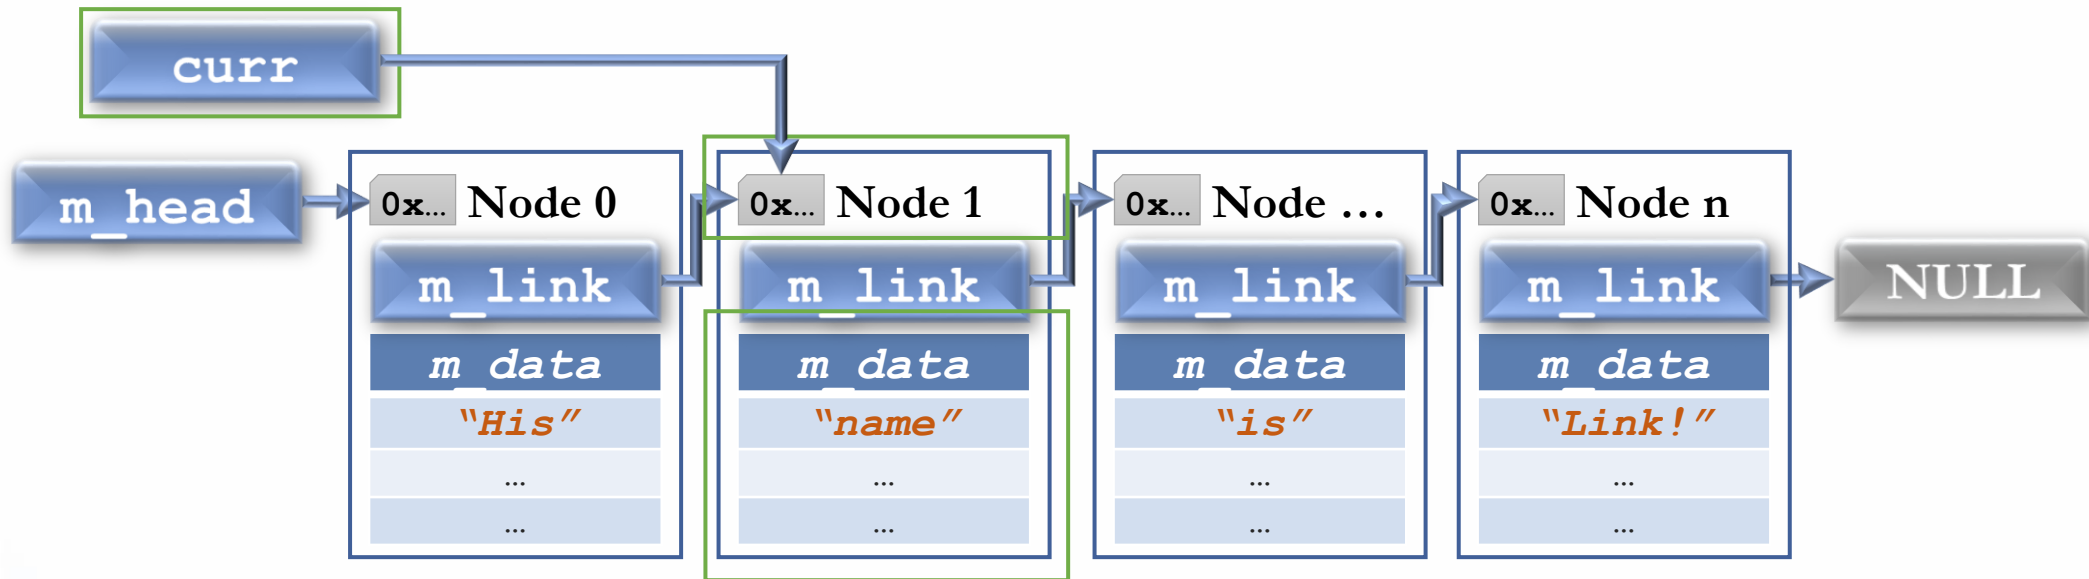 curr
m_head
0x... Node 0
m_link
m_data
“His”
...
...
0x... Node 1
m_link
m_data
“name”
...
...
0x... Node ...
m_link
m_data
“is”
...
...
0x... Node n
m_link
m_data
“Link!”
...
...
NULL